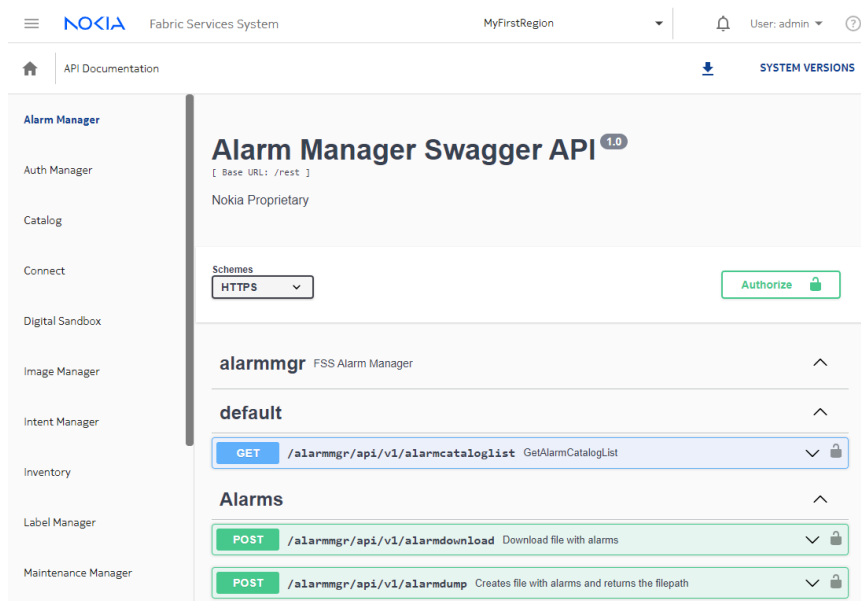 NOKIA Fabric Services System MyFirstRegion User: admin ?
API Documentation SYSTEM VERSIONS
Alarm Manager
Auth Manager
Catalog
Connect
Digital Sandbox
Image Manager
Intent Manager
Inventory
Label Manager
Maintenance Manager
Alarm Manager Swagger API 1.0
[ Base URL: /rest ]
Nokia Proprietary
Schemes
HTTPS
Authorize
alarmmgr FSS Alarm Manager
default
GET /alarmmgr/api/v1/alarmcataloglist GetAlarmCatalogList
Alarms
POST /alarmmgr/api/v1/alarmdownload Download file with alarms
POST /alarmmgr/api/v1/alarmdump Creates file with alarms and returns the filepath